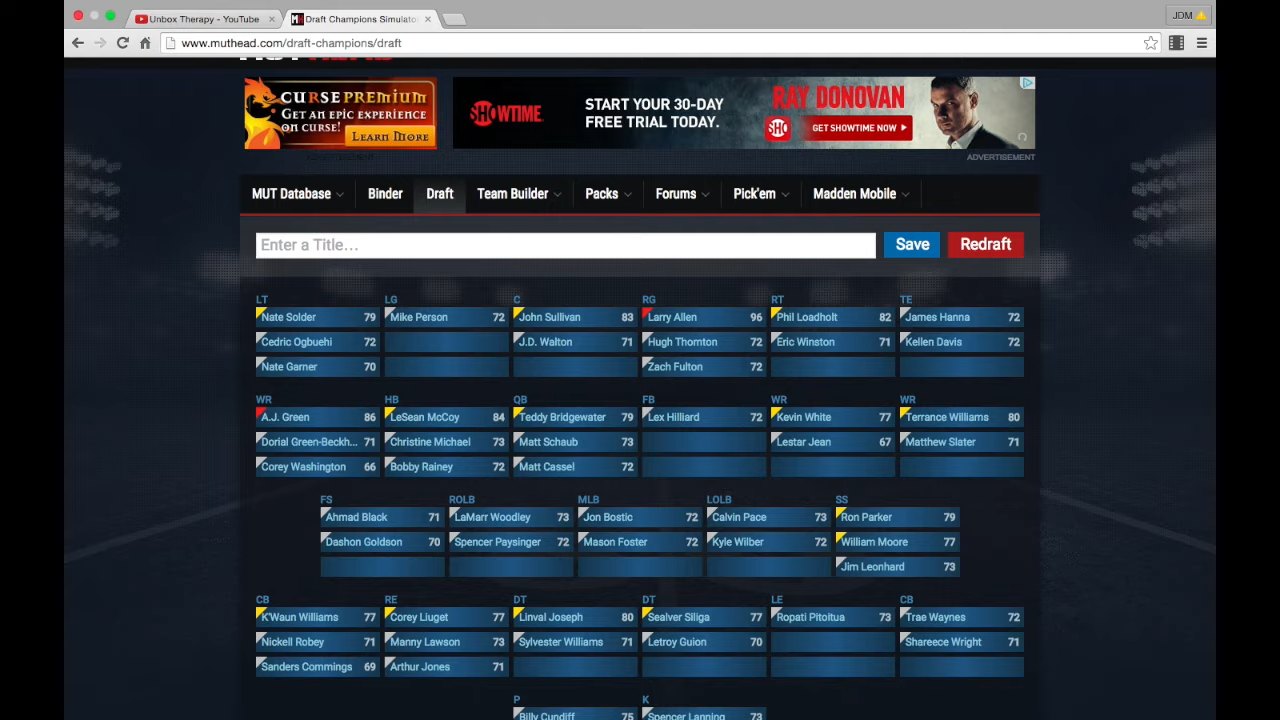 Unbox Therapy - YouTube × Draft Champions Simulato × JDM
www.muthead.com/draft-champions/draft
CURSE PREMIUM
GET AN EPIC EXPERIENCE
ON CURSE! LEARN MORE
SHOWTIME
START YOUR 30-DAY
FREE TRIAL TODAY.
RAY DONOVAN
SHO GET SHOWTIME NOW
ADVERTISEMENT
MUT Database Binder Draft Team Builder Packs Forums Pick'em Madden Mobile
Enter a Title... Save Redraft
LT LG C RG RT TE
Nate Solder 79 Mike Person 72 John Sullivan 83 Larry Allen 96 Phil Loadholt 82 James Hanna 72
Cedric Ogbuehi 72 J.D. Walton 71 Hugh Thornton 72 Eric Winston 71 Kellen Davis 72
Nate Garner 70 Zach Fulton 72
WR HB QB FB WR WR
A.J. Green 86 LeSean McCoy 84 Teddy Bridgewater 79 Lex Hilliard 72 Kevin White 77 Terrance Williams 80
Dorial Green-Beckh... 71 Christine Michael 73 Matt Schaub 73 Lestar Jean 67 Matthew Slater 71
Corey Washington 66 Bobby Rainey 72 Matt Cassel 72
FS ROLB MLB LOLB SS
Ahmad Black 71 LaMarr Woodley 73 Jon Bostic 72 Calvin Pace 73 Ron Parker 79
Dashon Goldson 70 Spencer Paysinger 72 Mason Foster 72 Kyle Wilber 72 William Moore 77
Jim Leonhard 73
CB RE DT DT LE CB
K'Waun Williams 77 Corey Liuget 77 Linval Joseph 80 Sealver Siliga 77 Ropati Pitoitua 73 Trae Waynes 72
Nickell Robey 71 Manny Lawson 73 Sylvester Williams 71 Letroy Guion 70 Shareece Wright 71
Sanders Commings 69 Arthur Jones 71
P K
Billy Cundiff 75 Spencer Lanning 73